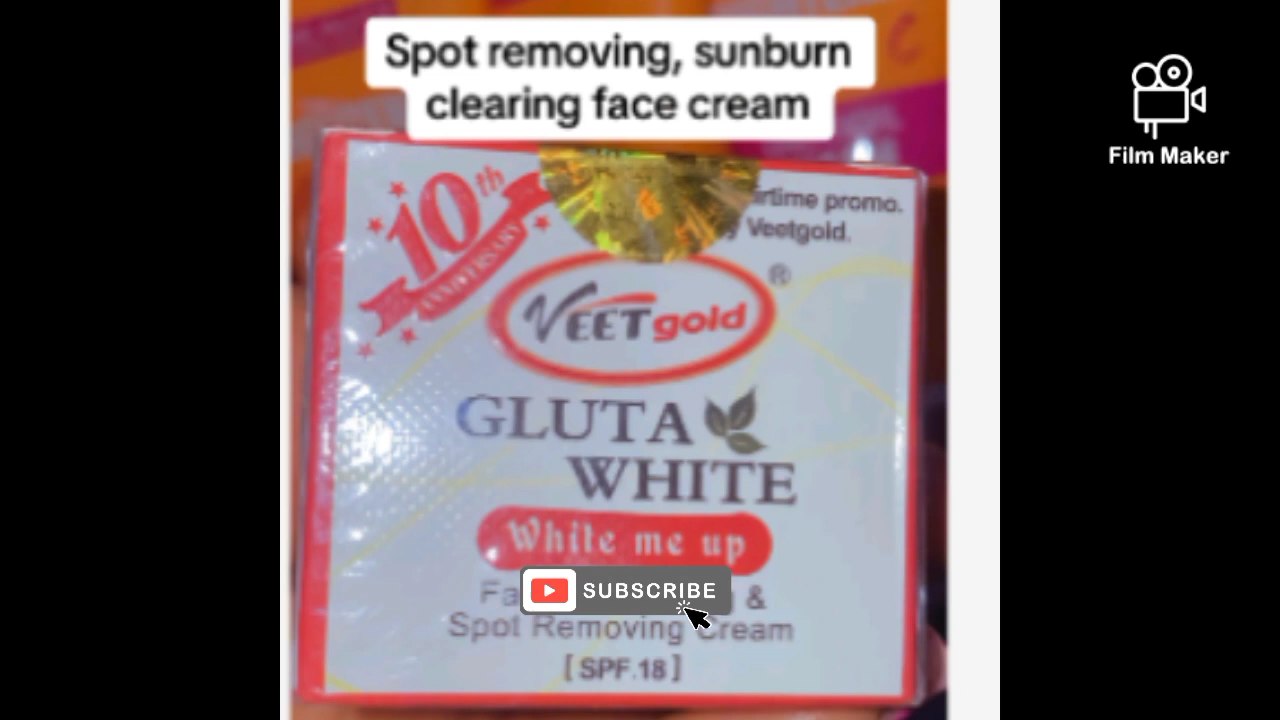 Spot removing, sunburn
clearing face cream
Film Maker
10th
ANNIVERSARY
promo.
Veetgold.
VEETgold®
GLUTA
WHITE
White me up
SUBSCRIBE
&
Spot Removing Cream
[SPF.18]